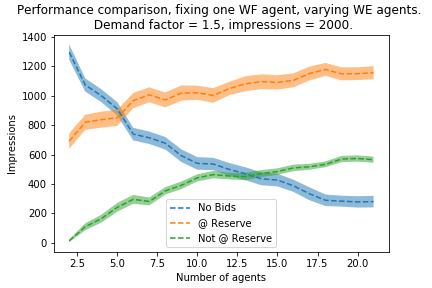 Performance comparison, fixing one WF agent, varying WE agents.
Demand factor = 1.5, impressions = 2000.
Impressions
1400
1200
1000
800
600
400
200
0
No Bids
@ Reserve
Not @ Reserve
2.5 5.0 7.5 10.0 12.5 15.0 17.5 20.0
Number of agents